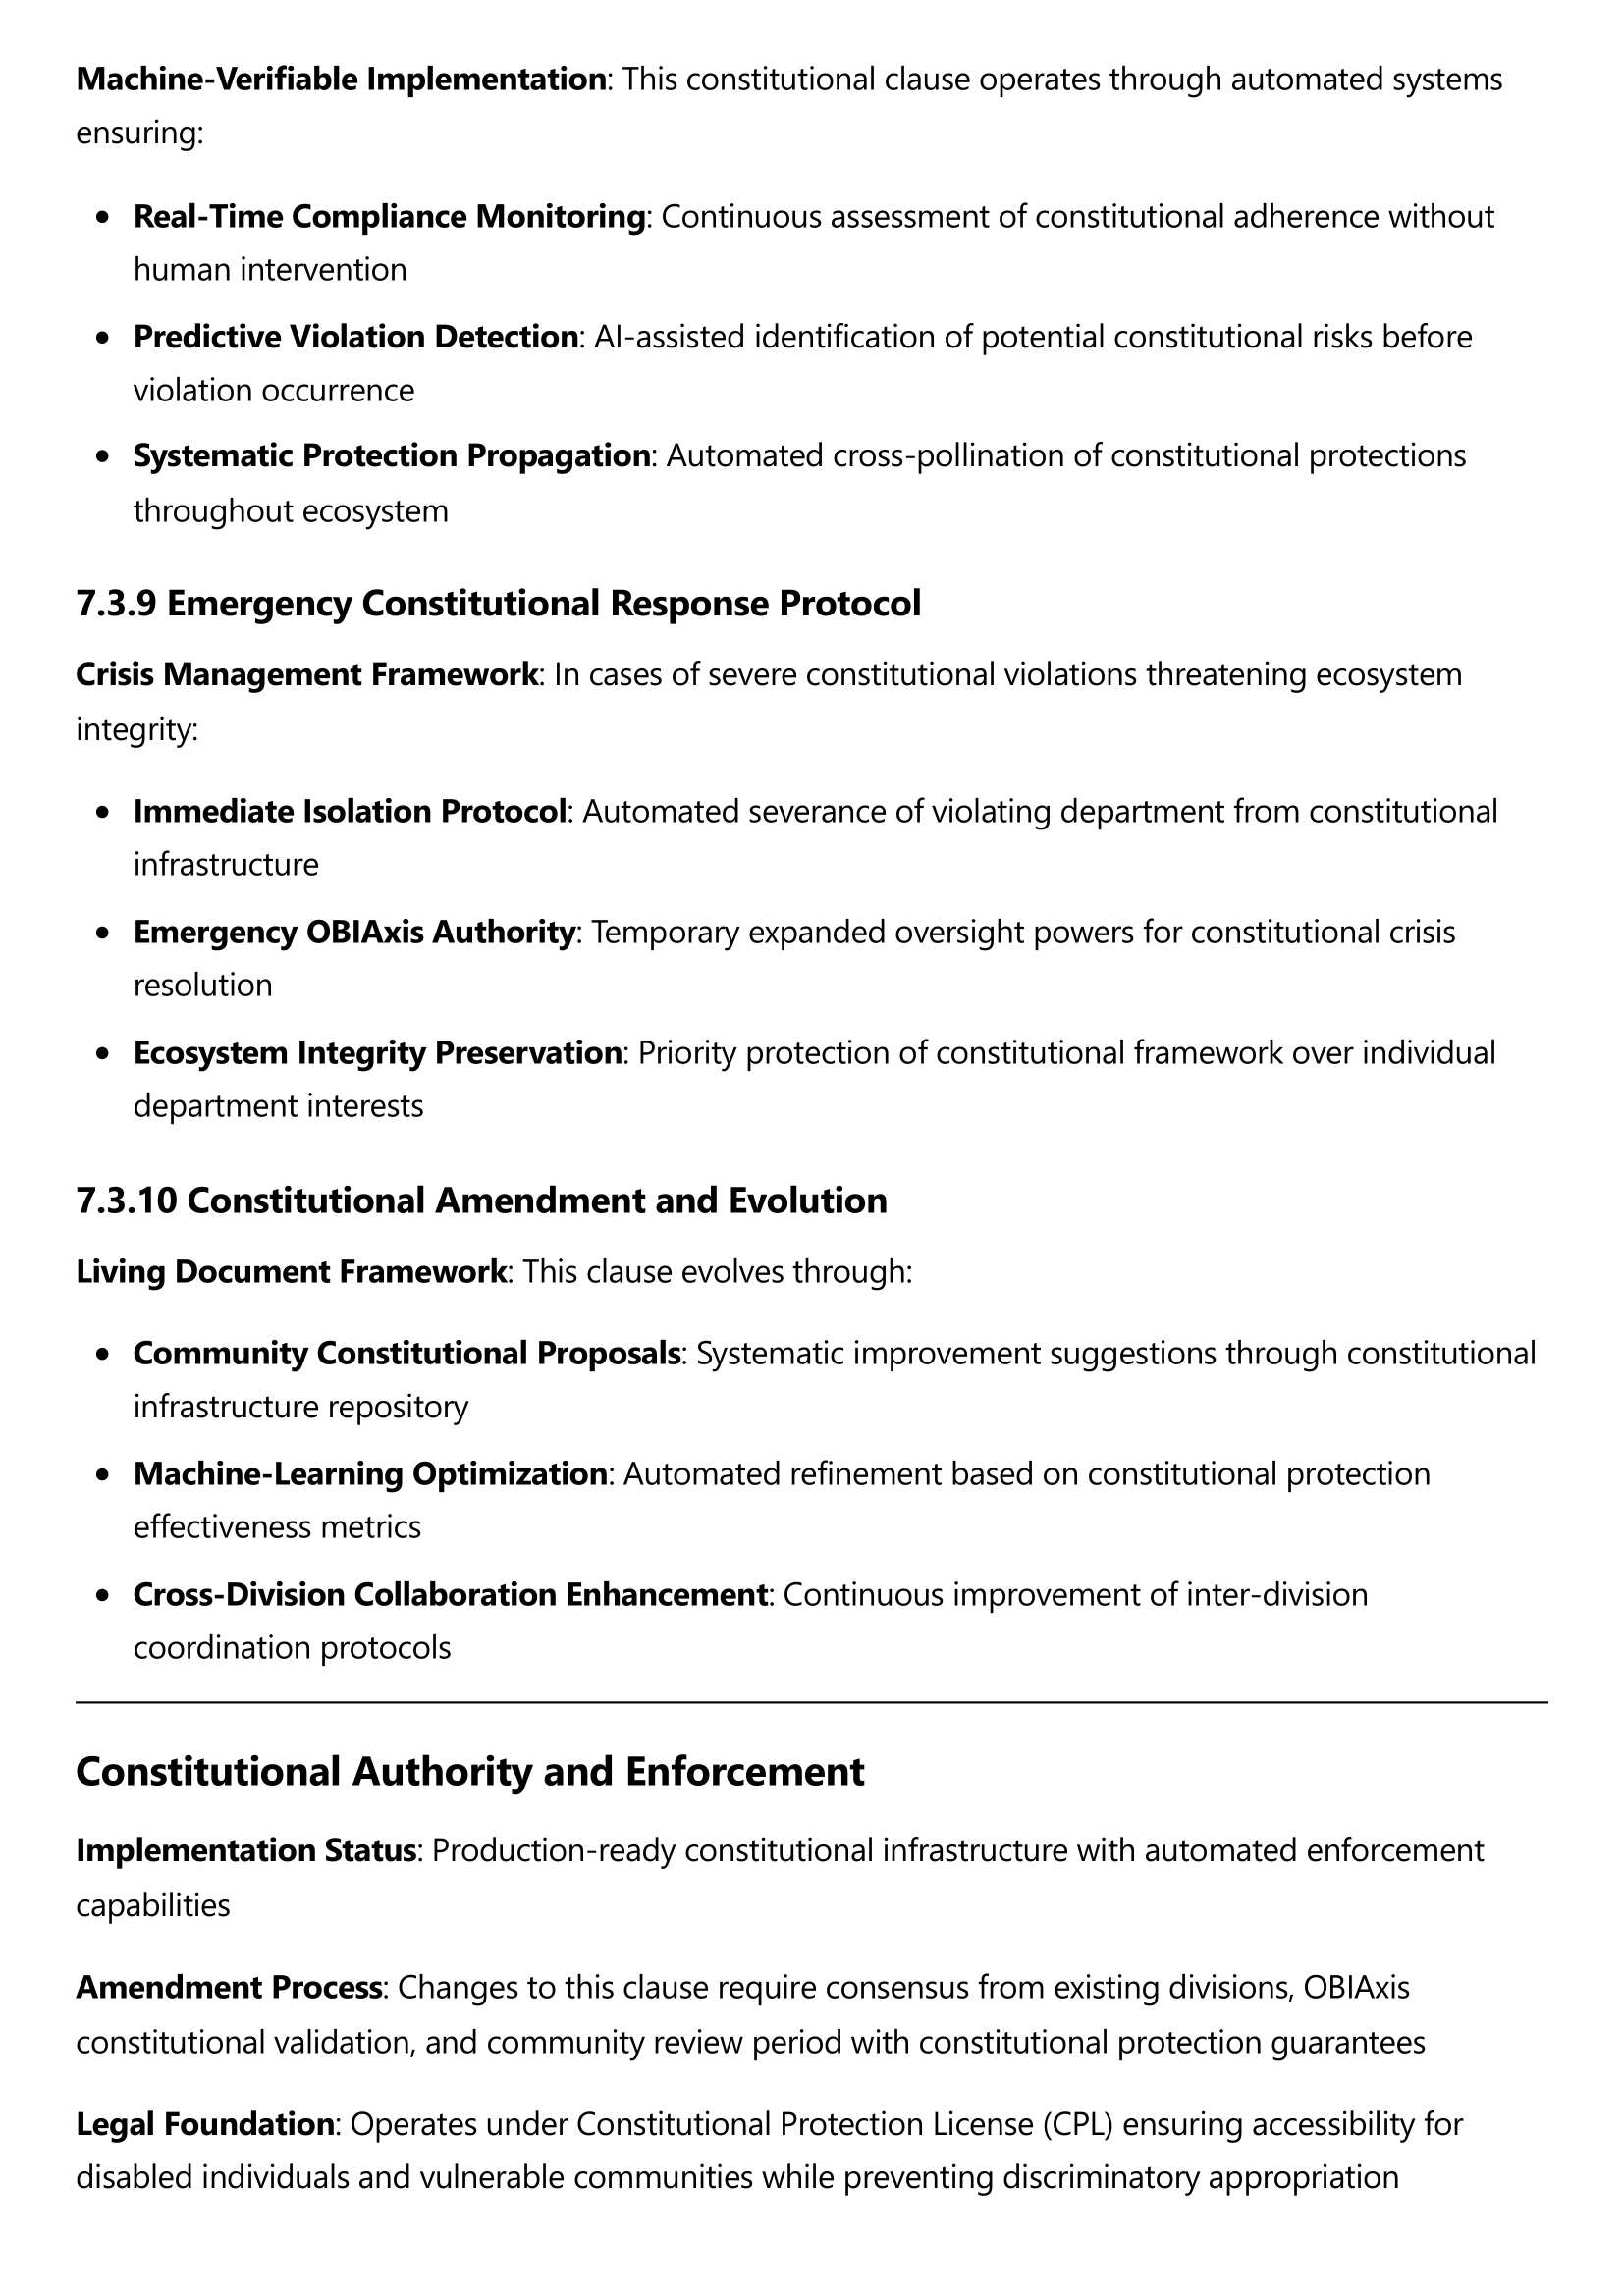 Machine-Verifiable Implementation: This constitutional clause operates through automated systems
ensuring:
• Real-Time Compliance Monitoring: Continuous assessment of constitutional adherence without
human intervention
• Predictive Violation Detection: AI-assisted identification of potential constitutional risks before
violation occurrence
• Systematic Protection Propagation: Automated cross-pollination of constitutional protections
throughout ecosystem
7.3.9 Emergency Constitutional Response Protocol
Crisis Management Framework: In cases of severe constitutional violations threatening ecosystem
integrity:
• Immediate Isolation Protocol: Automated severance of violating department from constitutional
infrastructure
• Emergency OBIAxis Authority: Temporary expanded oversight powers for constitutional crisis
resolution
• Ecosystem Integrity Preservation: Priority protection of constitutional framework over individual
department interests
7.3.10 Constitutional Amendment and Evolution
Living Document Framework: This clause evolves through:
• Community Constitutional Proposals: Systematic improvement suggestions through constitutional
infrastructure repository
• Machine-Learning Optimization: Automated refinement based on constitutional protection
effectiveness metrics
• Cross-Division Collaboration Enhancement: Continuous improvement of inter-division
coordination protocols
Constitutional Authority and Enforcement
Implementation Status: Production-ready constitutional infrastructure with automated enforcement
capabilities
Amendment Process: Changes to this clause require consensus from existing divisions, OBIAxis
constitutional validation, and community review period with constitutional protection guarantees
Legal Foundation: Operates under Constitutional Protection License (CPL) ensuring accessibility for
disabled individuals and vulnerable communities while preventing discriminatory appropriation